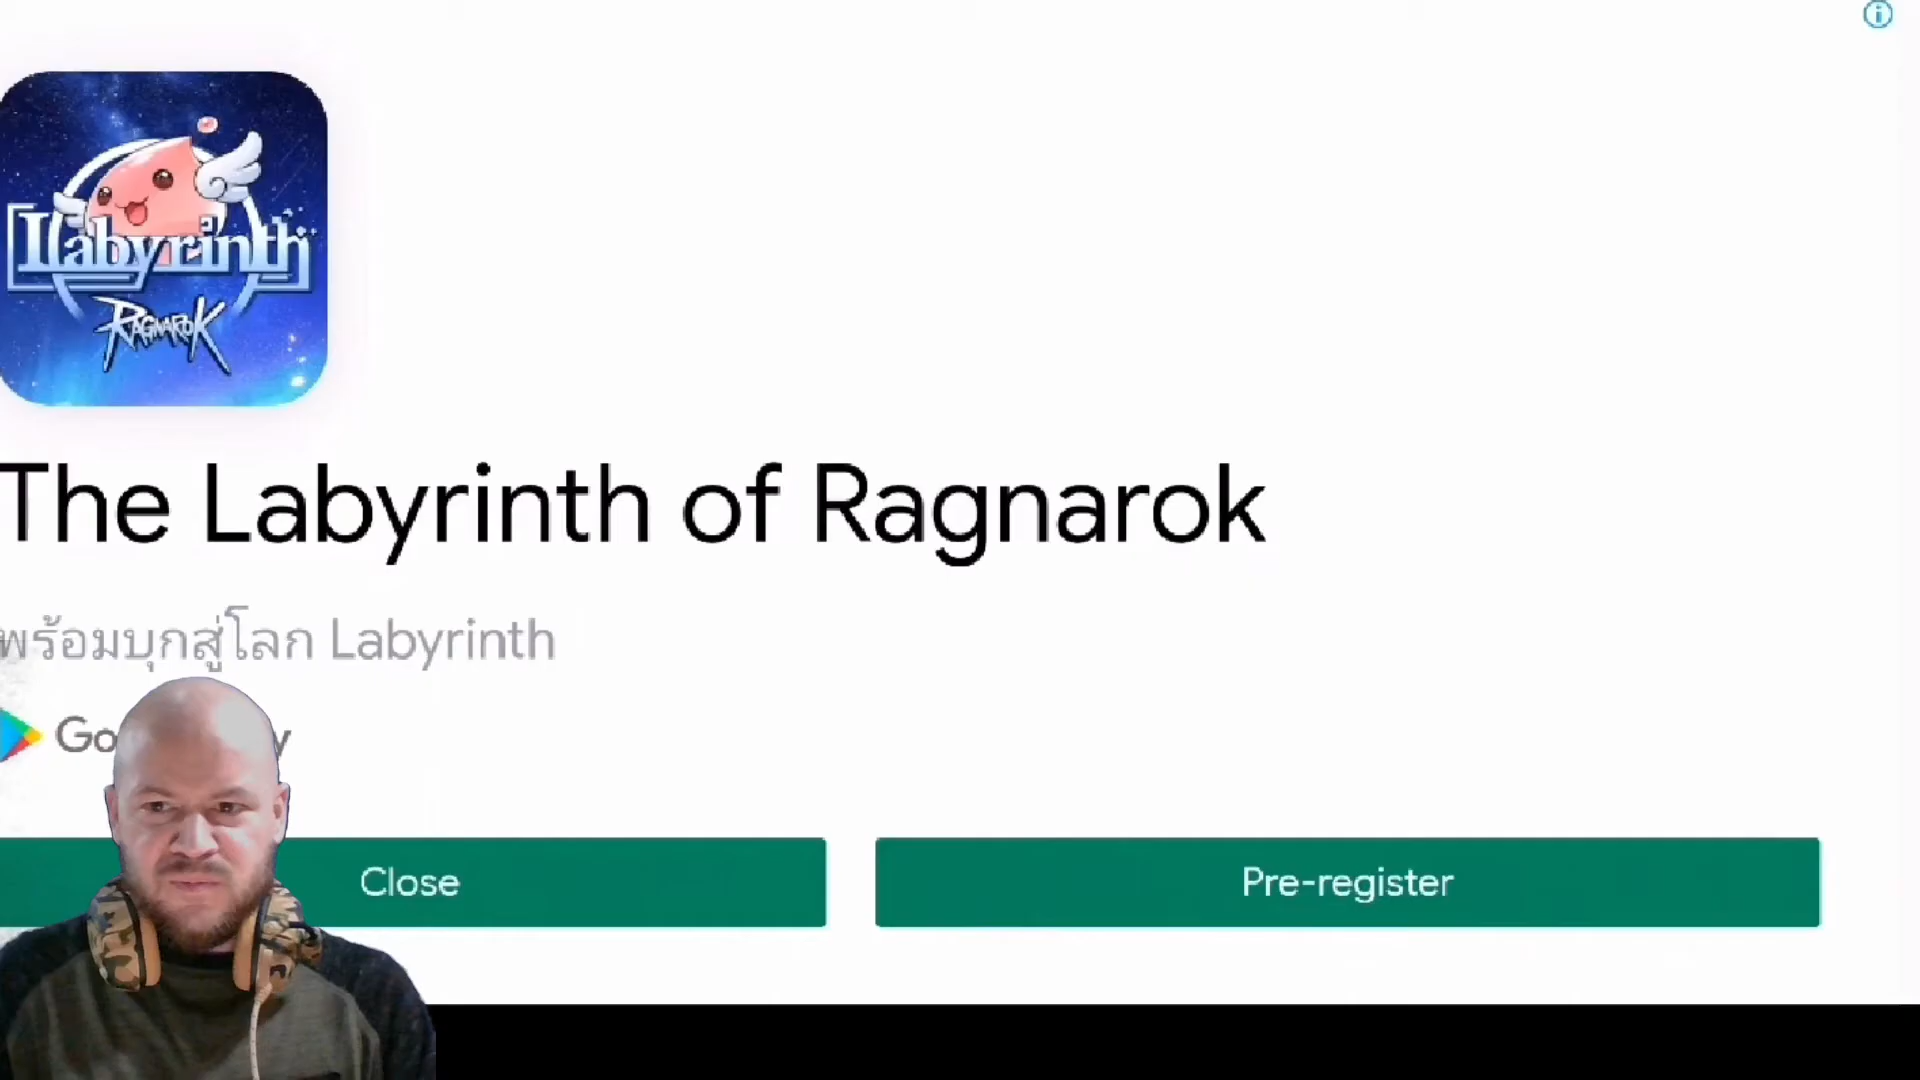 Labyrinth
RAGNAROK
The Labyrinth of Ragnarok
พร้อมบุกสู่โลก Labyrinth
Close
Pre-register